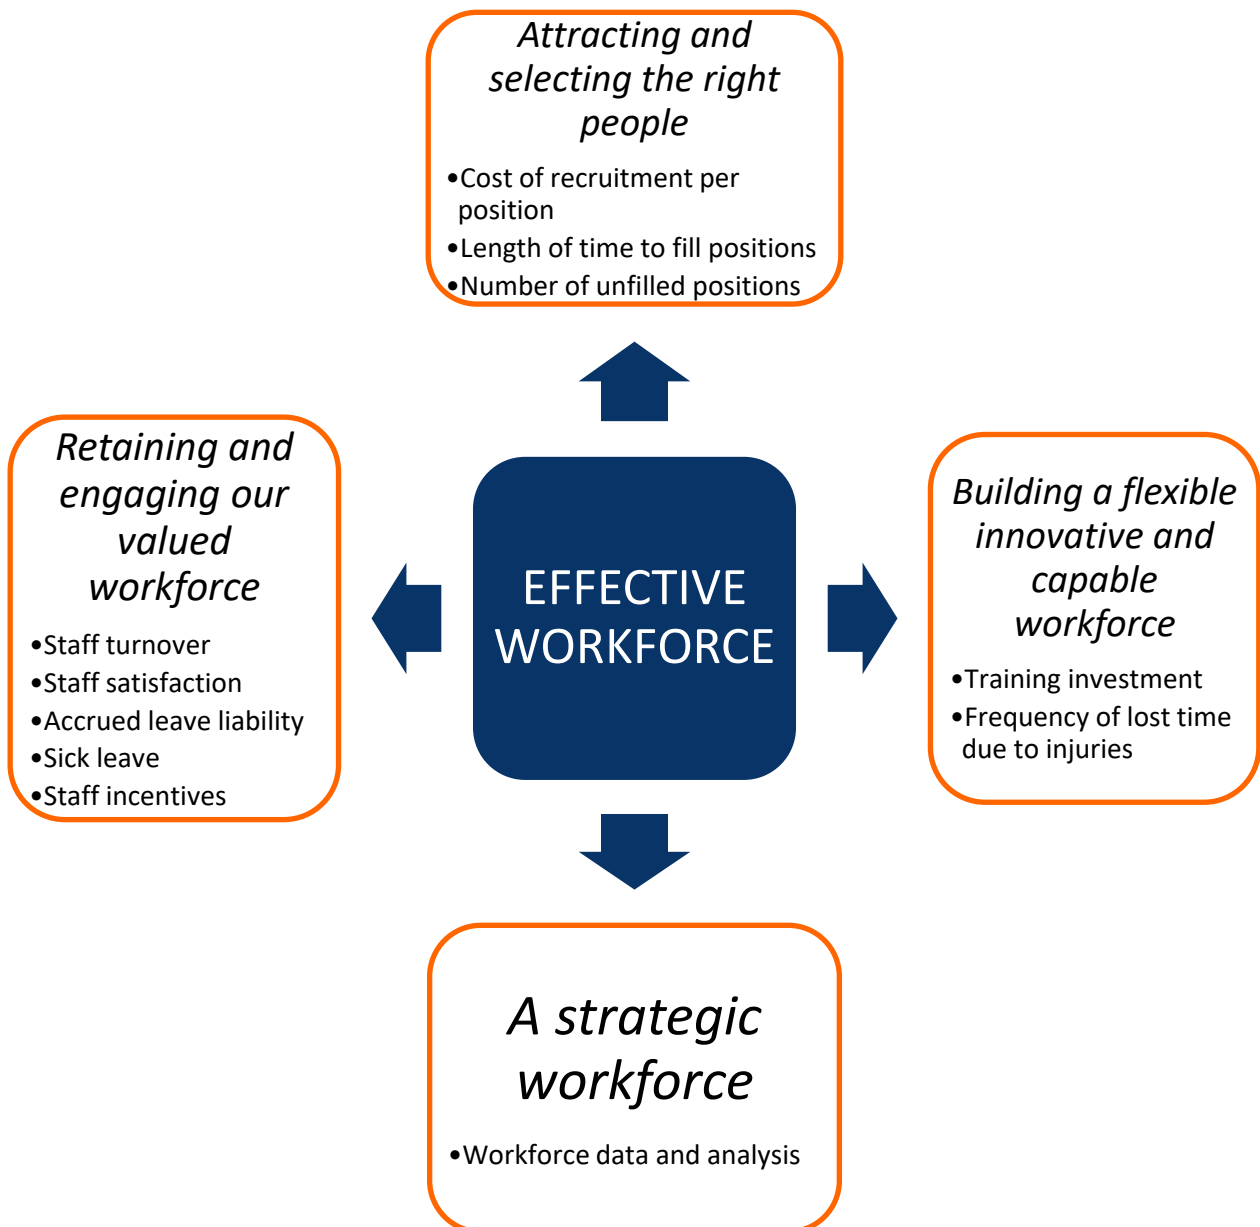 Attracting and
selecting the right
people
•Cost of recruitment per
position
•Length of time to fill positions
•Number of unfilled positions
Retaining and
engaging our
valued
workforce
•Staff turnover
•Staff satisfaction
•Accrued leave liability
•Sick leave
•Staff incentives
EFFECTIVE
WORKFORCE
Building a flexible
innovative and
capable
workforce
•Training investment
•Frequency of lost time
due to injuries
A strategic
workforce
•Workforce data and analysis